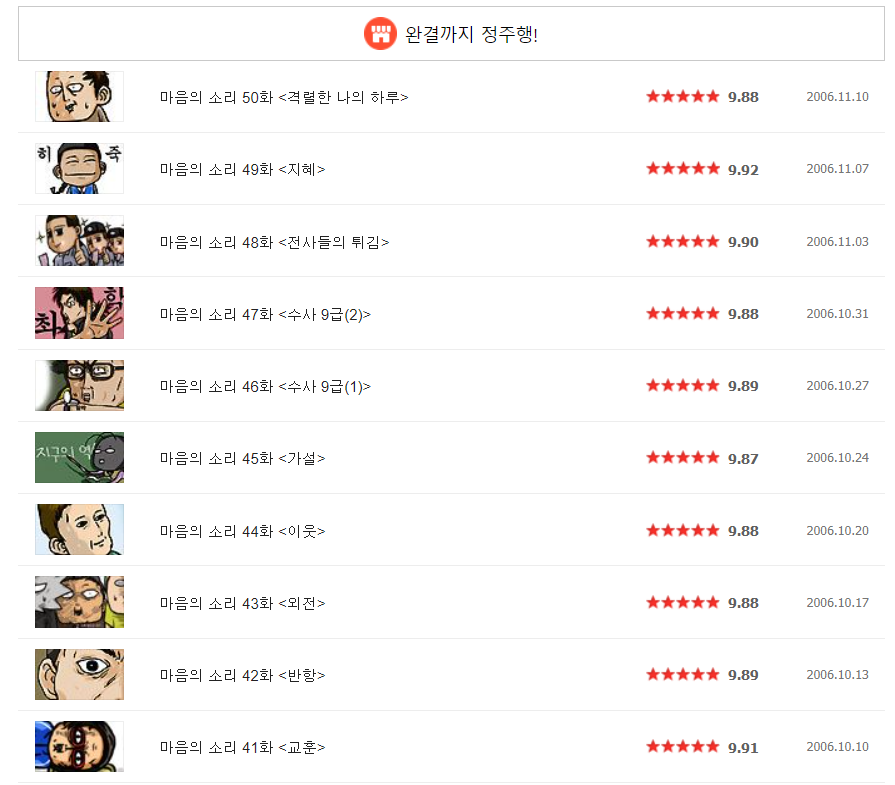 완결까지 정주행!
마음의 소리 50화 <격렬한 나의 하루> 9.88 2006.11.10
히 죽
마음의 소리 49화 <지혜> 9.92 2006.11.07
마음의 소리 48화 <전사들의 튀김> 9.90 2006.11.03
최 학
마음의 소리 47화 <수사 9급(2)> 9.88 2006.10.31
마음의 소리 46화 <수사 9급(1)> 9.89 2006.10.27
지구의 역
마음의 소리 45화 <가설> 9.87 2006.10.24
마음의 소리 44화 <이웃> 9.88 2006.10.20
마음의 소리 43화 <외전> 9.88 2006.10.17
마음의 소리 42화 <반항> 9.89 2006.10.13
마음의 소리 41화 <교훈> 9.91 2006.10.10